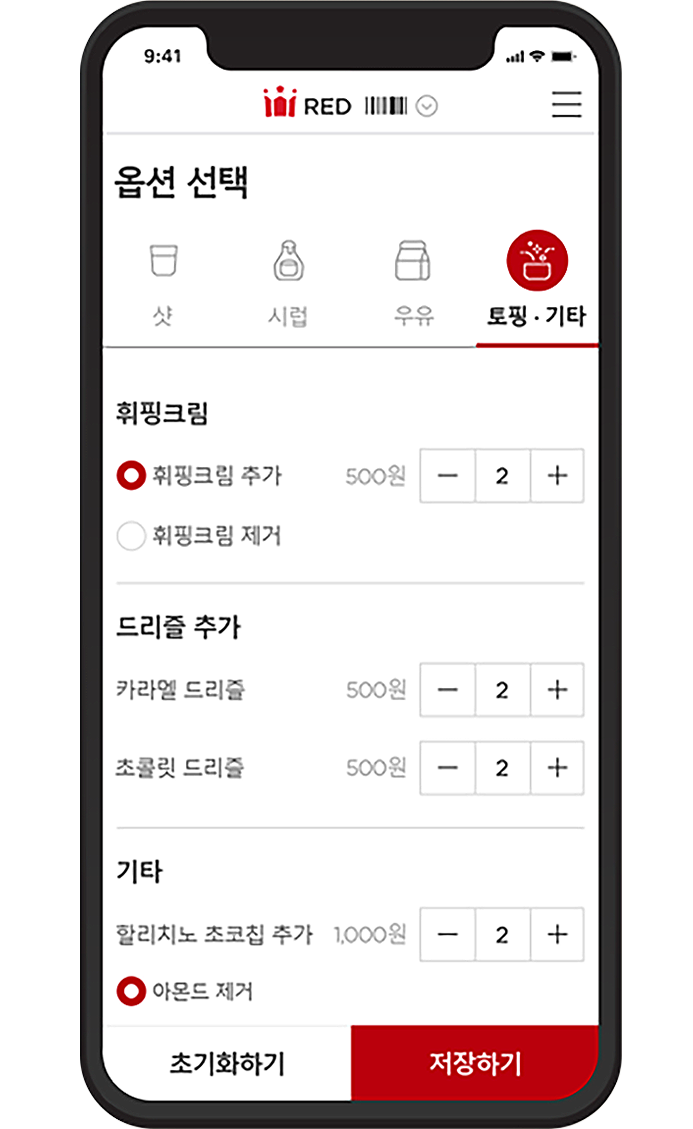 9:41
RED
옵션 선택
샷 시럽 우유 토핑 · 기타
휘핑크림
휘핑크림 추가 500원 — 2 +
휘핑크림 제거
드리즐 추가
카라멜 드리즐 500원 — 2 +
초콜릿 드리즐 500원 — 2 +
기타
할리치노 초코칩 추가 1,000원 — 2 +
아몬드 제거
초기화하기 저장하기